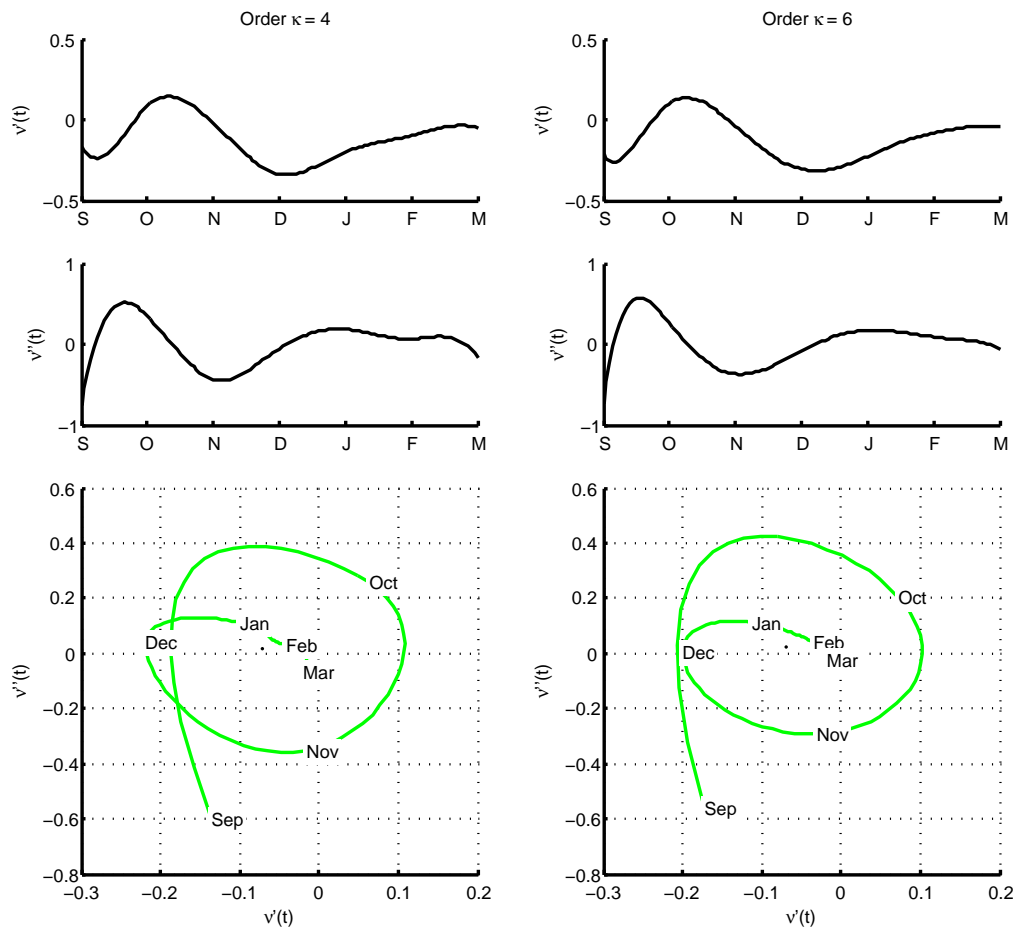 Order κ = 4
0.5
0
−0.5
ν'(t)
S O N D J F M
Order κ = 6
0.5
0
−0.5
ν'(t)
S O N D J F M
1
0
−1
ν''(t)
S O N D J F M
1
0
−1
ν''(t)
S O N D J F M
0.6
0.4
0.2
0
−0.2
−0.4
−0.6
−0.8
ν''(t)
Oct
Jan
Dec
Feb
Mar
Nov
Sep
−0.3 −0.2 −0.1 0 0.1 0.2
ν'(t)
0.6
0.4
0.2
0
−0.2
−0.4
−0.6
−0.8
ν''(t)
Oct
Jan
Feb
Dec
Mar
Nov
Sep
−0.3 −0.2 −0.1 0 0.1 0.2
ν'(t)